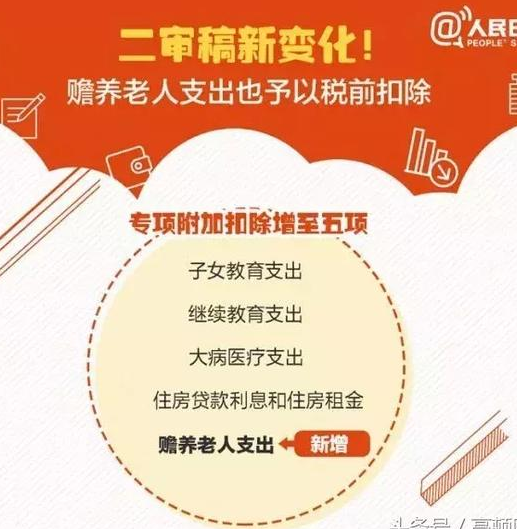 @人民日
PEOPLE'S
二审稿新变化！
赡养老人支出也予以税前扣除
专项附加扣除增至五项
子女教育支出
继续教育支出
大病医疗支出
住房贷款利息和住房租金
赡养老人支出 新增